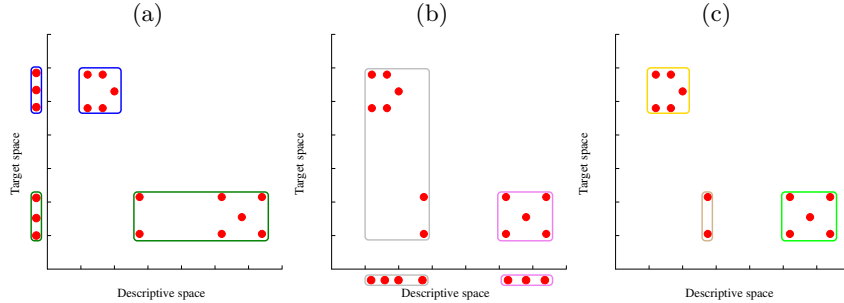 (a) (b) (c)
Target space Target space Target space
Descriptive space Descriptive space Descriptive space